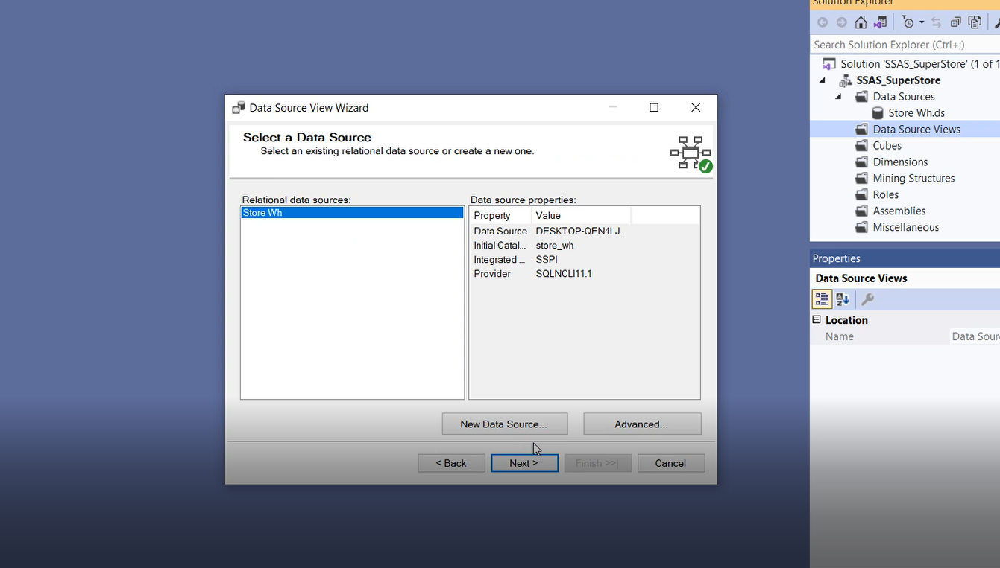 Solution Explorer
Search Solution Explorer (Ctrl+;)
Solution 'SSAS_SuperStore' (1 of 1
SSAS_SuperStore
Data Sources
Store Wh.ds
Data Source Views
Cubes
Dimensions
Mining Structures
Roles
Assemblies
Miscellaneous
Properties
Data Source Views
Location
Name Data Sour
Data Source View Wizard
Select a Data Source
Select an existing relational data source or create a new one.
Relational data sources:
Store Wh
Data source properties:
Property Value
Data Source DESKTOP-QEN4LJ...
Initial Catal... store_wh
Integrated ... SSPI
Provider SQLNCLI11.1
New Data Source... Advanced...
< Back Next > Finish >>| Cancel